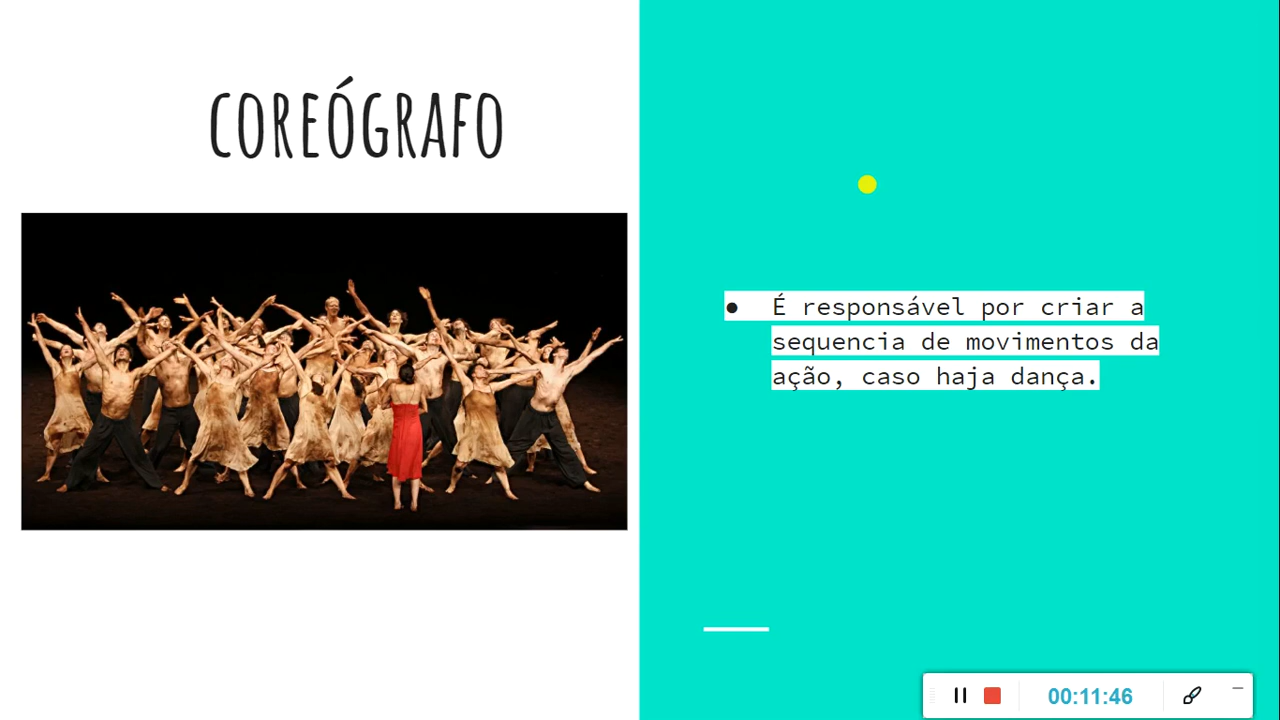 COREÓGRAFO
● É responsável por criar a
sequencia de movimentos da
ação, caso haja dança.
00:11:46